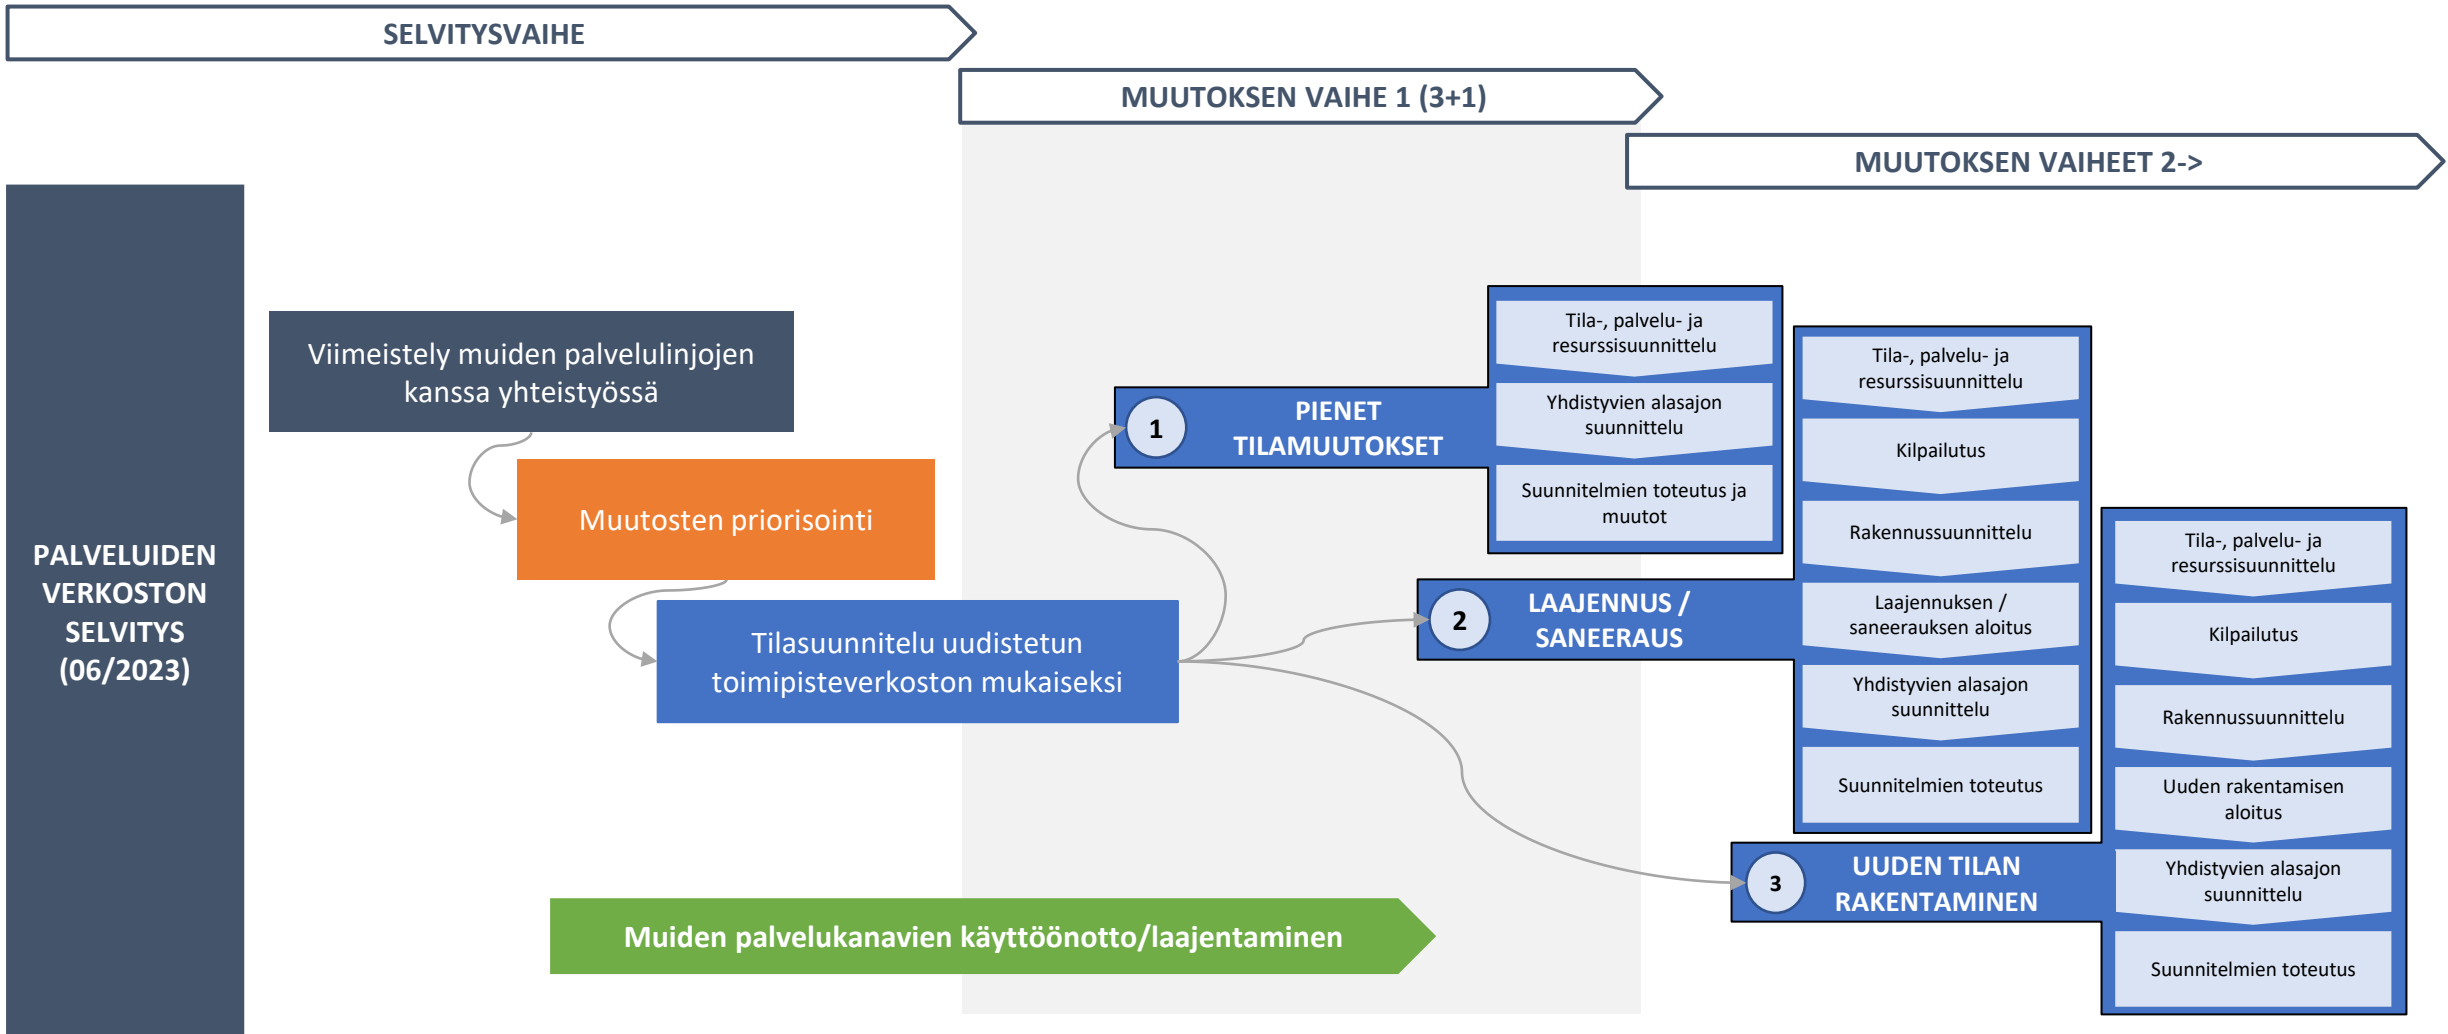 SELVITYSVAIHE
MUUTOKSEN VAIHE 1 (3+1)
MUUTOKSEN VAIHEET 2->
PALVELUIDEN
VERKOSTON
SELVITYS
(06/2023)
Viimeistely muiden palvelulinjojen
kanssa yhteistyössä
Muutosten priorisointi
Tilasuunnitelu uudistetun
toimipisteverkoston mukaiseksi
Muiden palvelukanavien käyttöönotto/laajentaminen
1
PIENET
TILAMUUTOKSET
Tila-, palvelu- ja
resurssisuunnittelu
Yhdistyvien alasajon
suunnittelu
Suunnitelmien toteutus ja
muutot
2
LAAJENNUS /
SANEERAUS
Tila-, palvelu- ja
resurssisuunnittelu
Kilpailutus
Rakennussuunnittelu
Laajennuksen /
saneerauksen aloitus
Yhdistyvien alasajon
suunnittelu
Suunnitelmien toteutus
3
UUDEN TILAN
RAKENTAMINEN
Tila-, palvelu- ja
resurssisuunnittelu
Kilpailutus
Rakennussuunnittelu
Uuden rakentamisen
aloitus
Yhdistyvien alasajon
suunnittelu
Suunnitelmien toteutus